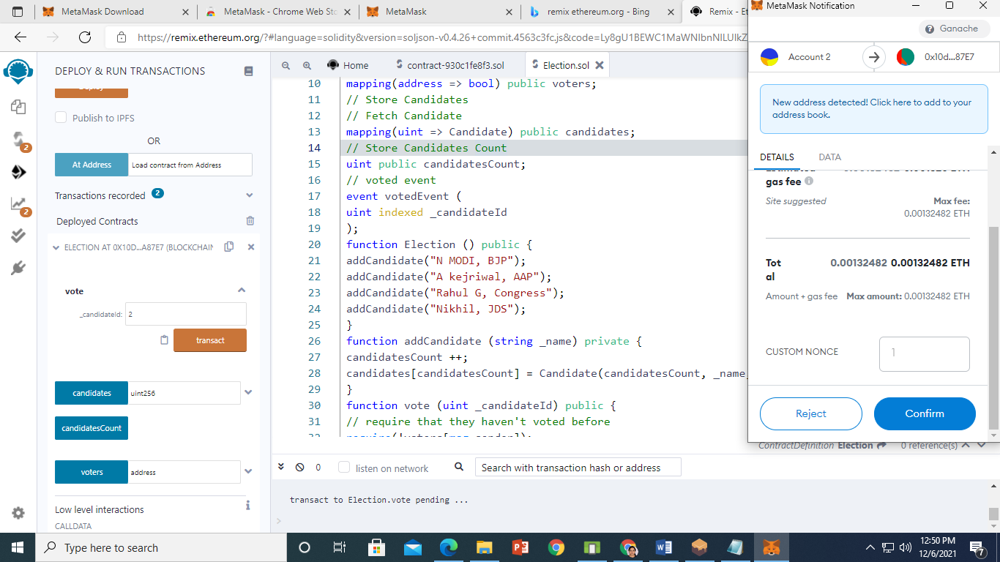 MetaMask Download
MetaMask - Chrome Web Sto
MetaMask
remix ethereum.org - Bing
Remix - Et
https://remix.ethereum.org/?#language=solidity&version=soljson-v0.4.26+commit.4563c3fc.js&code=Ly8gU1BEWC1MaWNlbnNlLUlkZ
DEPLOY & RUN TRANSACTIONS
Publish to IPFS
OR
At Address
Load contract from Address
Transactions recorded 2
Deployed Contracts
ELECTION AT 0X10D...A87E7 (BLOCKCHAIN
vote
_candidateId: 2
transact
candidates uint256
candidatesCount
voters address
Low level interactions
CALLDATA
2
2
Home
contract-930c1fe8f3.sol
Election.sol
10 mapping(address => bool) public voters;
11 // Store Candidates
12 // Fetch Candidate
13 mapping(uint => Candidate) public candidates;
14 // Store Candidates Count
15 uint public candidatesCount;
16 // voted event
17 event votedEvent (
18 uint indexed _candidateId
19 );
20 function Election () public {
21 addCandidate("N MODI, BJP");
22 addCandidate("A kejriwal, AAP");
23 addCandidate("Rahul G, Congress");
24 addCandidate("Nikhil, JDS");
25 }
26 function addCandidate (string _name) private {
27 candidatesCount ++;
28 candidates[candidatesCount] = Candidate(candidatesCount, _name,
29 }
30 function vote (uint _candidateId) public {
31 // require that they haven't voted before
32 require(!voters[msg.sender]);
ContractDefinition Election 0 reference(s)
0 listen on network
Search with transaction hash or address
transact to Election.vote pending ...
>
MetaMask Notification
Ganache
Account 2
0x10d...87E7
New address detected! Click here to add to your
address book.
DETAILS
DATA
Estimated
gas fee
Site suggested
Max fee:
0.00132482 ETH
Tot
al
0.00132482 0.00132482 ETH
Amount + gas fee
Max amount: 0.00132482 ETH
CUSTOM NONCE
1
Reject
Confirm
Type here to search
12:50 PM
12/6/2021
7